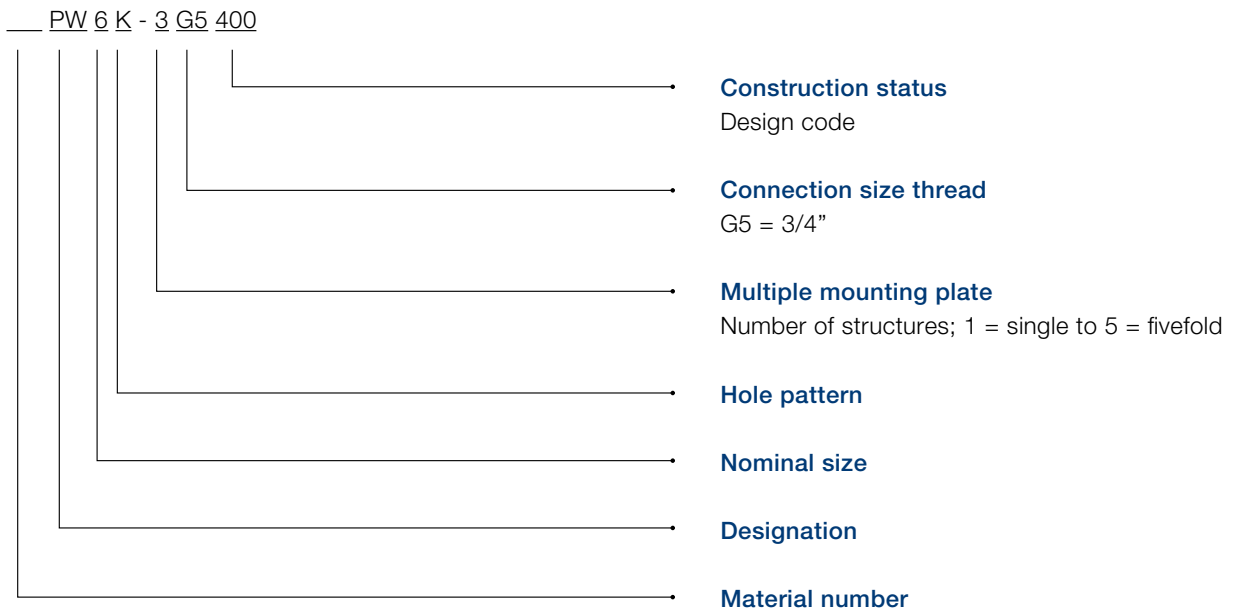 ___ PW 6 K - 3 G5 400
Construction status
Design code
Connection size thread
G5 = 3/4”
Multiple mounting plate
Number of structures; 1 = single to 5 = fivefold
Hole pattern
Nominal size
Designation
Material number